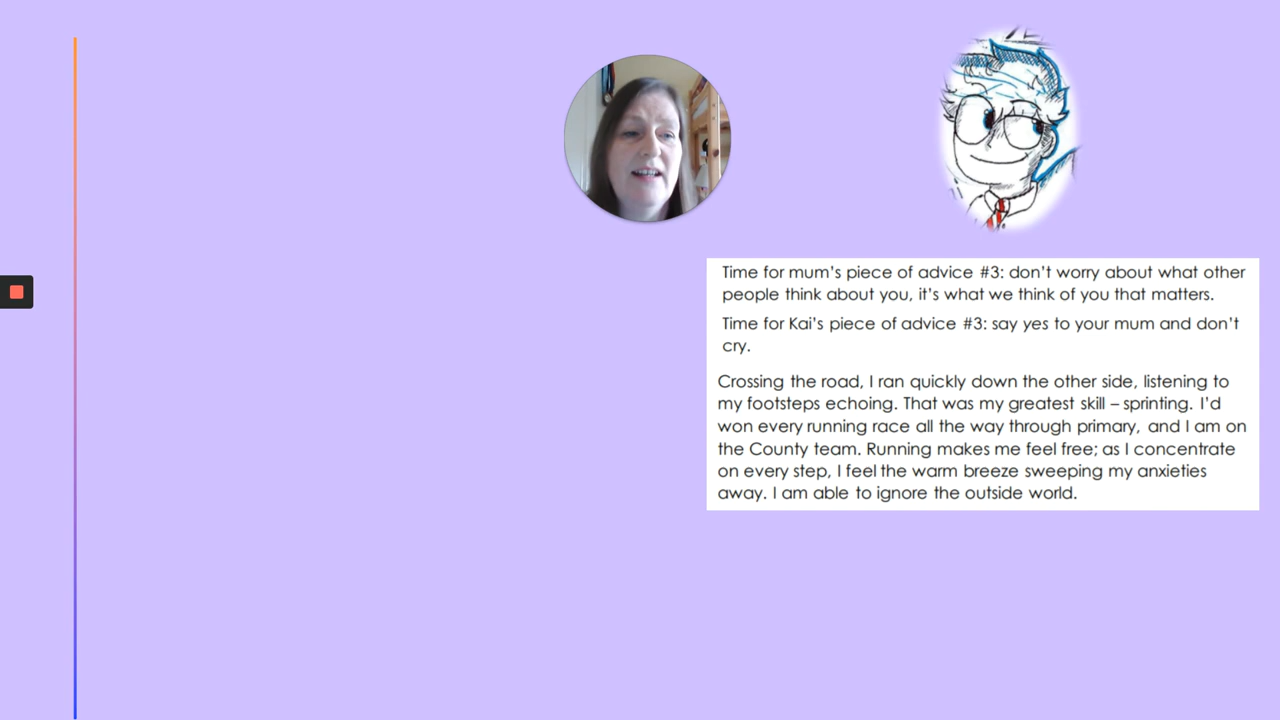 Time for mum's piece of advice #3: don't worry about what other
people think about you, it's what we think of you that matters.
Time for Kai's piece of advice #3: say yes to your mum and don't
cry.
Crossing the road, I ran quickly down the other side, listening to
my footsteps echoing. That was my greatest skill – sprinting. I'd
won every running race all the way through primary, and I am on
the County team. Running makes me feel free; as I concentrate
on every step, I feel the warm breeze sweeping my anxieties
away. I am able to ignore the outside world.